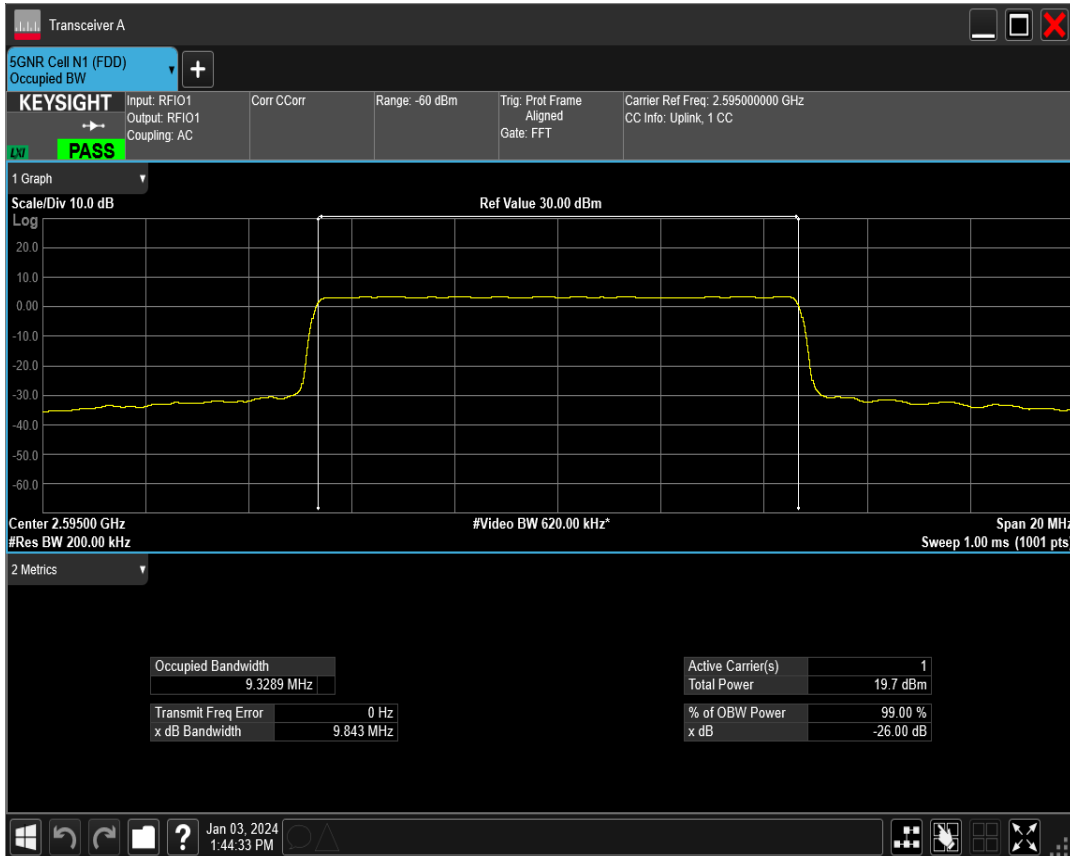 Transceiver A
5GNR Cell N1 (FDD)
Occupied BW
+
KEYSIGHT
LXI
PASS
Input: RFIO1
Output: RFIO1
Coupling: AC
Corr CCorr
Range: -60 dBm
Trig: Prot Frame
Aligned
Gate: FFT
Carrier Ref Freq: 2.595000000 GHz
CC Info: Uplink, 1 CC
1 Graph
Scale/Div 10.0 dB
Ref Value 30.00 dBm
Log
20.0
10.0
0.00
-10.0
-20.0
-30.0
-40.0
-50.0
-60.0
Center 2.59500 GHz
#Video BW 620.00 kHz*
Span 20 MHz
#Res BW 200.00 kHz
Sweep 1.00 ms (1001 pts)
2 Metrics
Occupied Bandwidth
9.3289 MHz
Transmit Freq Error 0 Hz
x dB Bandwidth 9.843 MHz
Active Carrier(s) 1
Total Power 19.7 dBm
% of OBW Power 99.00 %
x dB -26.00 dB
?
Jan 03, 2024
1:44:33 PM